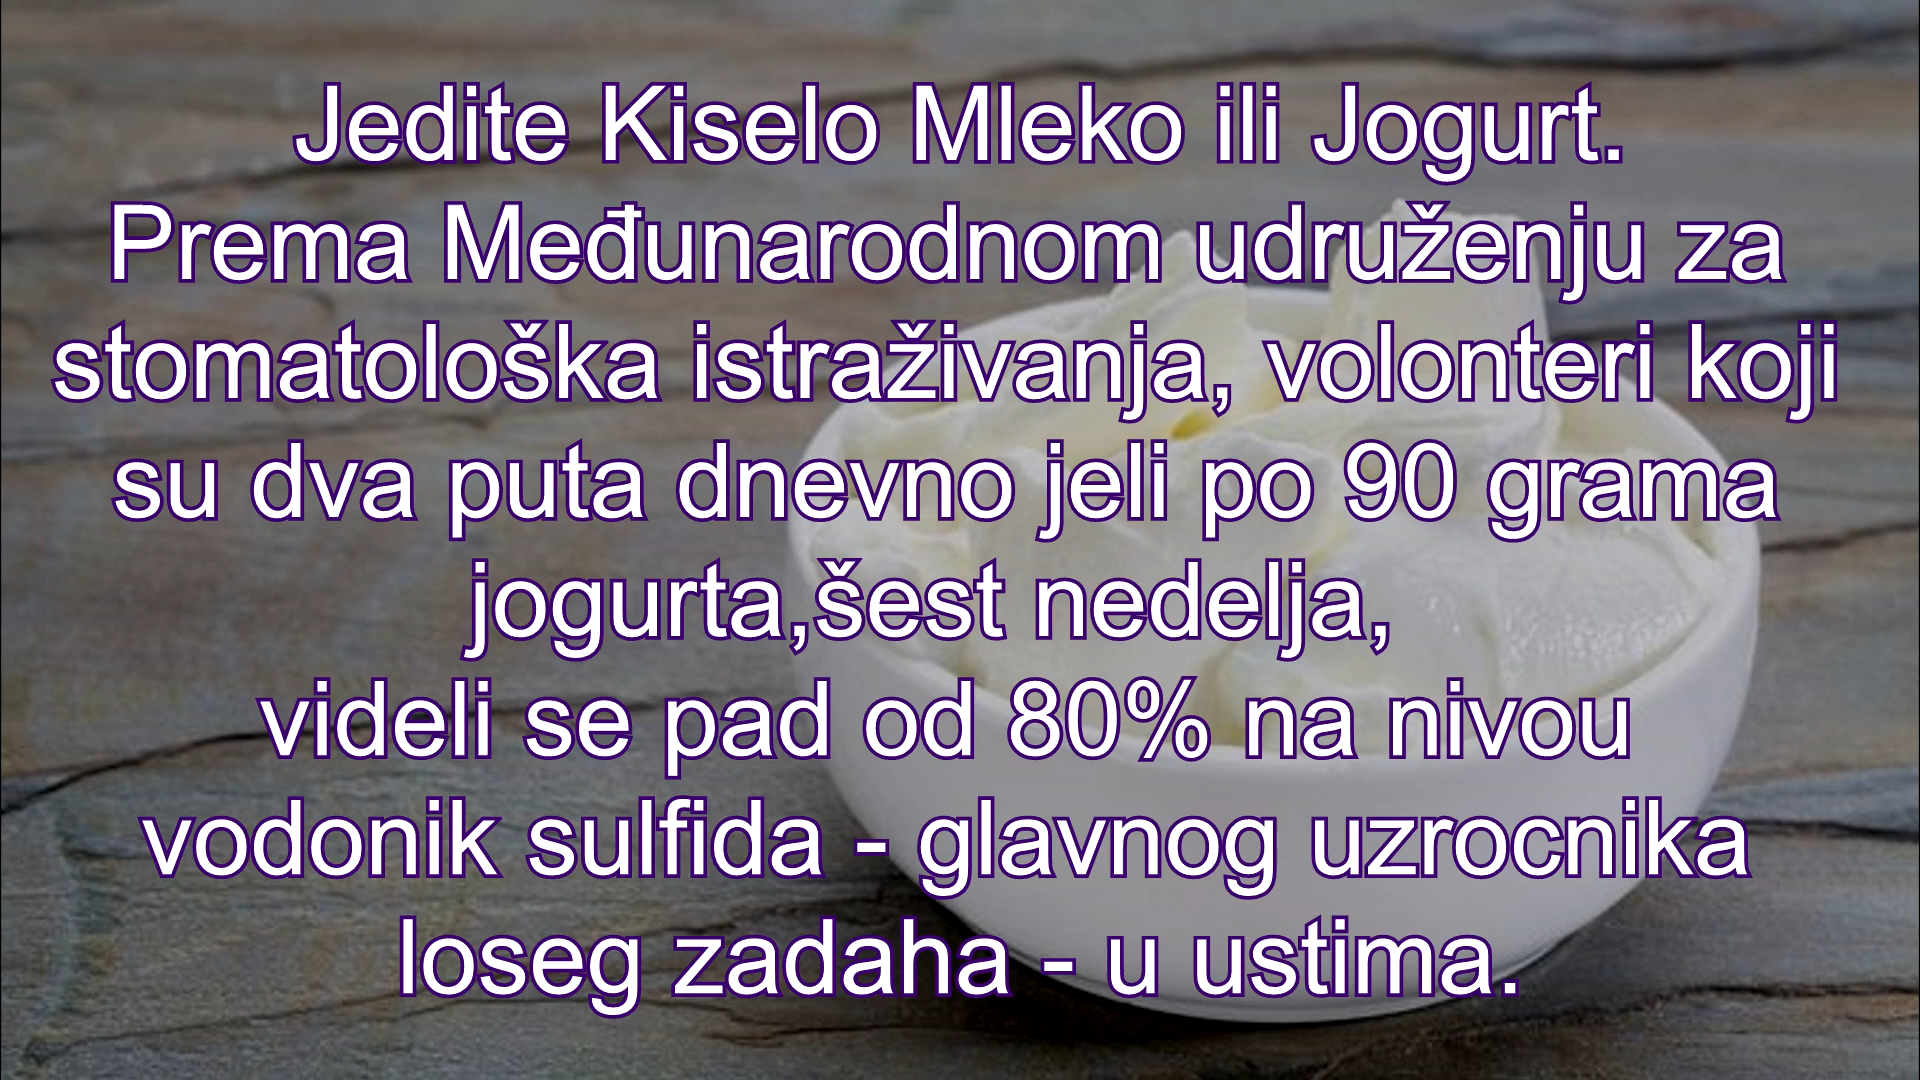 Jedite Kiselo Mleko ili Jogurt.
Prema Međunarodnom udruženju za
stomatološka istraživanja, volonteri koji
su dva puta dnevno jeli po 90 grama
jogurta,šest nedelja,
videli se pad od 80% na nivou
vodonik sulfida - glavnog uzrocnika
loseg zadaha - u ustima.